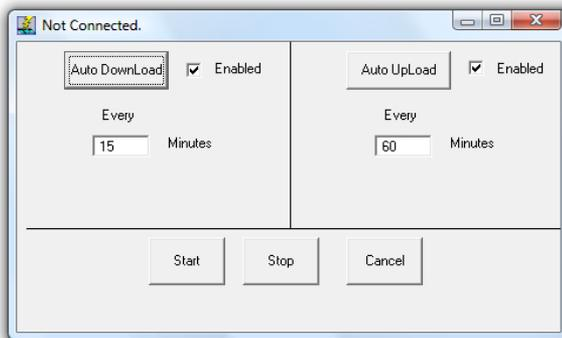 Not Connected.
Auto DownLoad Enabled
Every
15 Minutes
Auto UpLoad Enabled
Every
60 Minutes
Start Stop Cancel